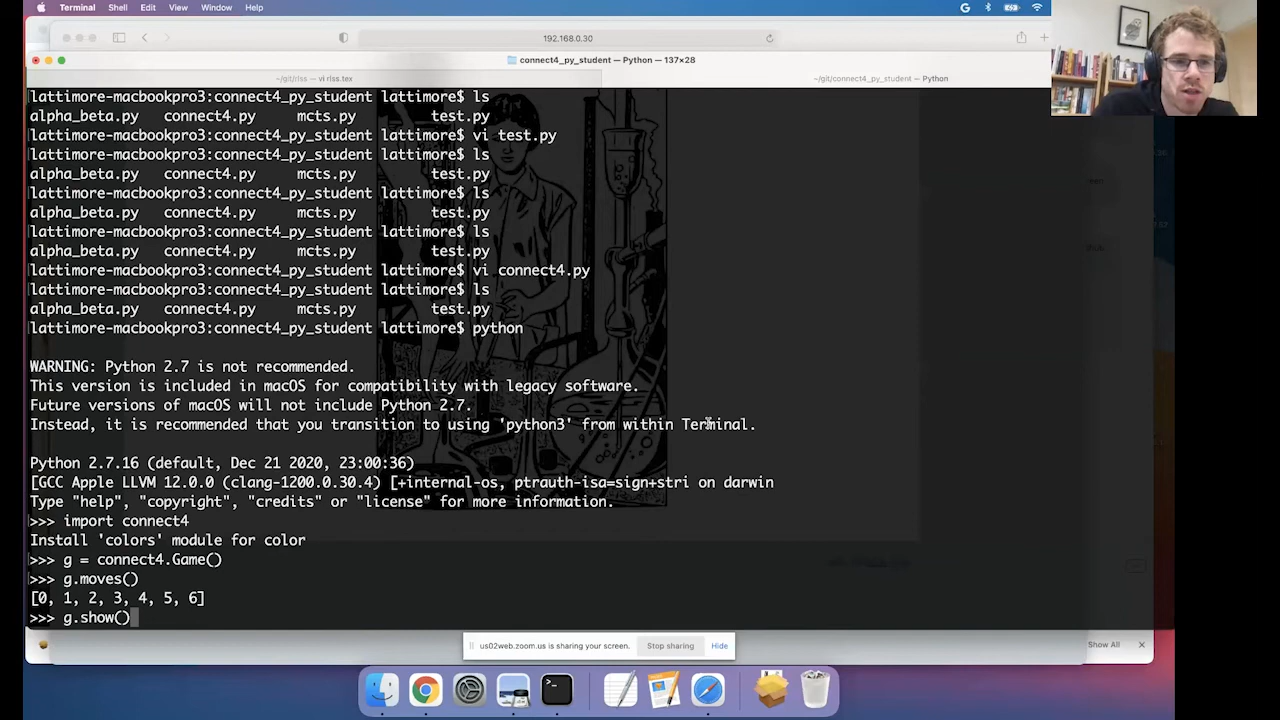 Terminal Shell Edit View Window Help
192.168.0.30
connect4_py_student — Python — 137×28
~/git/rlss — vi rlss.tex
~/git/connect4_py_student — Python
lattimore-macbookpro3:connect4_py_student lattimore$ ls
alpha_beta.py connect4.py mcts.py test.py
lattimore-macbookpro3:connect4_py_student lattimore$ vi test.py
lattimore-macbookpro3:connect4_py_student lattimore$ ls
alpha_beta.py connect4.py mcts.py test.py
lattimore-macbookpro3:connect4_py_student lattimore$ ls
alpha_beta.py connect4.py mcts.py test.py
lattimore-macbookpro3:connect4_py_student lattimore$ ls
alpha_beta.py connect4.py mcts.py test.py
lattimore-macbookpro3:connect4_py_student lattimore$ vi connect4.py
lattimore-macbookpro3:connect4_py_student lattimore$ ls
alpha_beta.py connect4.py mcts.py test.py
lattimore-macbookpro3:connect4_py_student lattimore$ python
WARNING: Python 2.7 is not recommended.
This version is included in macOS for compatibility with legacy software.
Future versions of macOS will not include Python 2.7.
Instead, it is recommended that you transition to using 'python3' from within Terminal.
Python 2.7.16 (default, Dec 21 2020, 23:00:36)
[GCC Apple LLVM 12.0.0 (clang-1200.0.30.4) [+internal-os, ptrauth-isa=sign+stri on darwin
Type "help", "copyright", "credits" or "license" for more information.
>>> import connect4
Install 'colors' module for color
>>> g = connect4.Game()
>>> g.moves()
[0, 1, 2, 3, 4, 5, 6]
>>> g.show()
us02web.zoom.us is sharing your screen. Stop sharing Hide
Show All